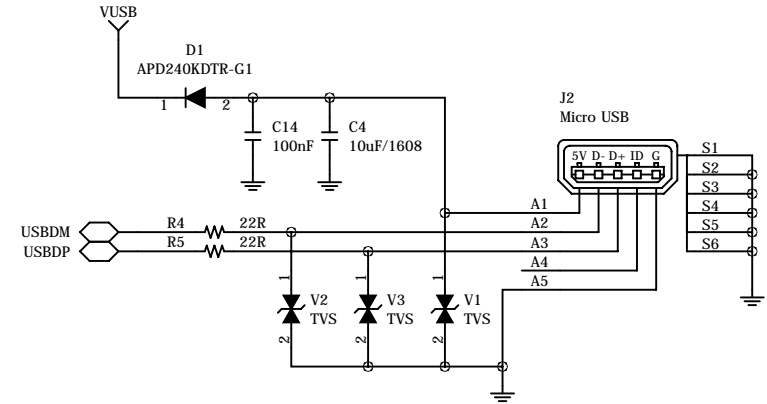 VUSB
D1
APD240KDTR-G1
1 2
C14
100nF
C4
10uF/1608
J2
Micro USB
5V D- D+ ID G
S1
S2
S3
S4
S5
S6
A1
A2
A3
A4
A5
USBDM R4 22R
USBDP R5 22R
1 1 1
V2
TVS
V3
TVS
V1
TVS
2 2 2